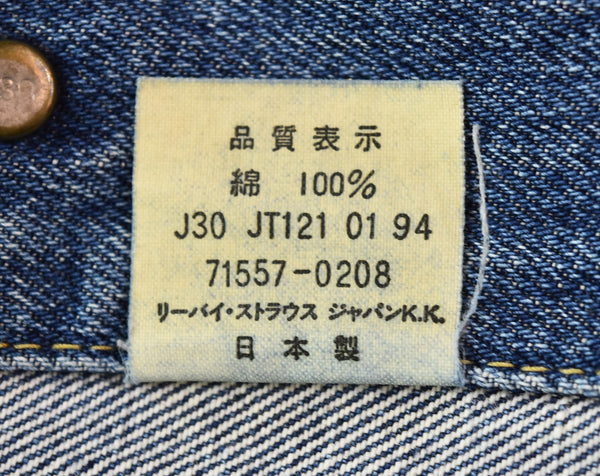 品質表示
綿 100%
J30 JT121 01 94
71557-0208
リーバイ・ストラウス ジャパンK.K.
日本製